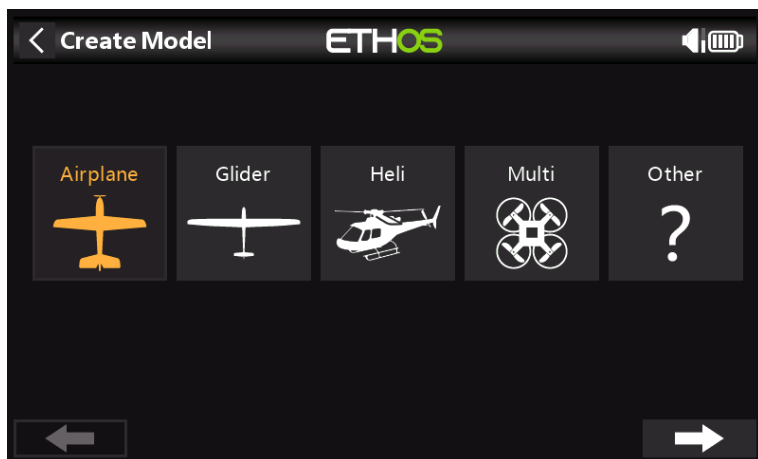 Create Model
ETHOS
Airplane
Glider
Heli
Multi
Other
?